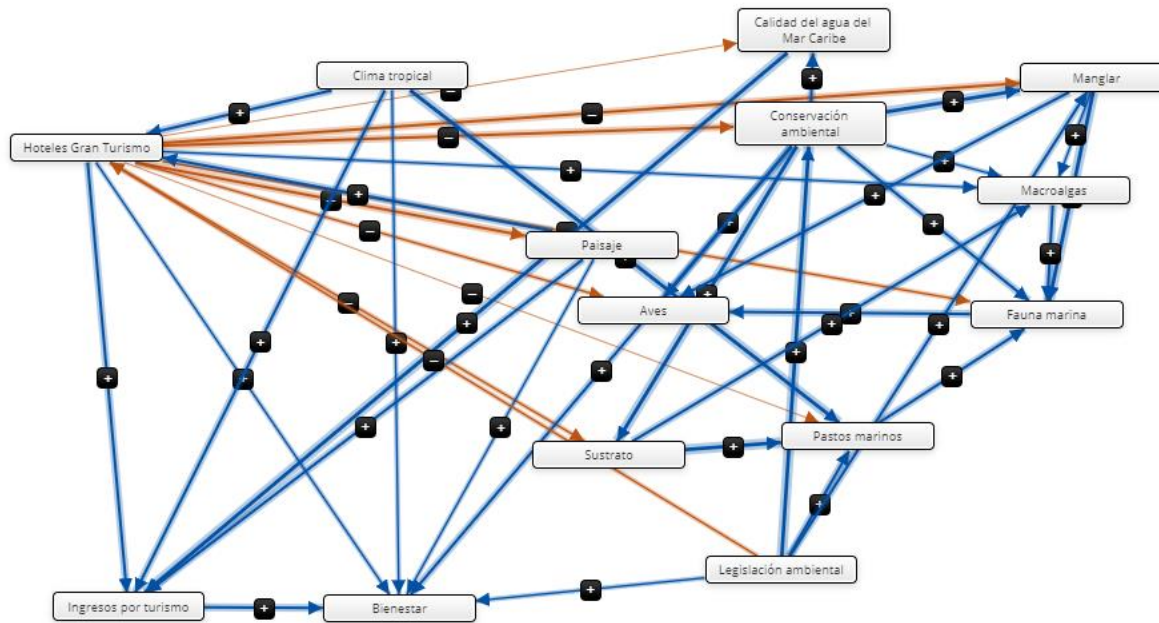 Calidad del agua del
Mar Caribe
Clima tropical
Manglar
Conservación
ambiental
Hoteles Gran Turismo
Macroalgas
Paisaje
Aves
Fauna marina
Pastos marinos
Sustrato
Legislación ambiental
Ingresos por turismo
Bienestar